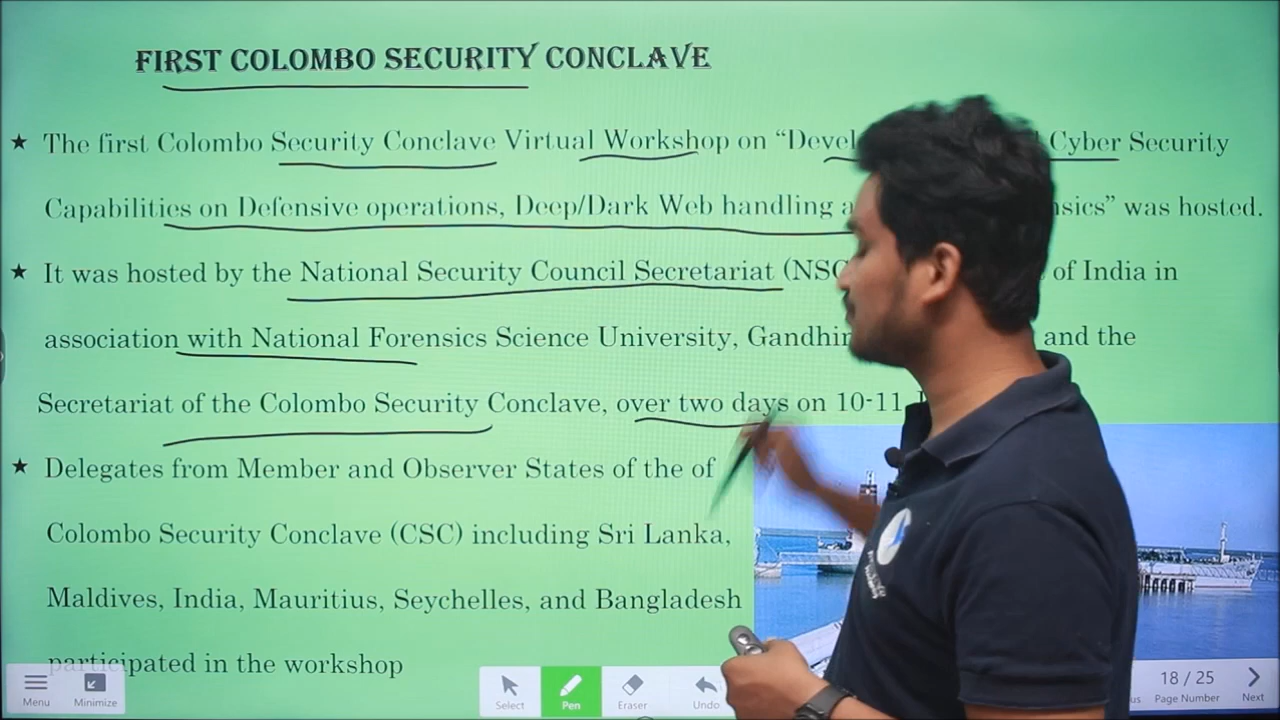 FIRST COLOMBO SECURITY CONCLAVE
★ The first Colombo Security Conclave Virtual Workshop on “Devel Cyber Security
Capabilities on Defensive operations, Deep/Dark Web handling a nsics” was hosted.
★ It was hosted by the National Security Council Secretariat (NSC of India in
association with National Forensics Science University, Gandhin and the
Secretariat of the Colombo Security Conclave, over two days on 10-11
★ Delegates from Member and Observer States of the of
Colombo Security Conclave (CSC) including Sri Lanka,
Maldives, India, Mauritius, Seychelles, and Bangladesh
participated in the workshop
Menu Minimize Select Pen Eraser Undo us 18 / 25 Page Number Next